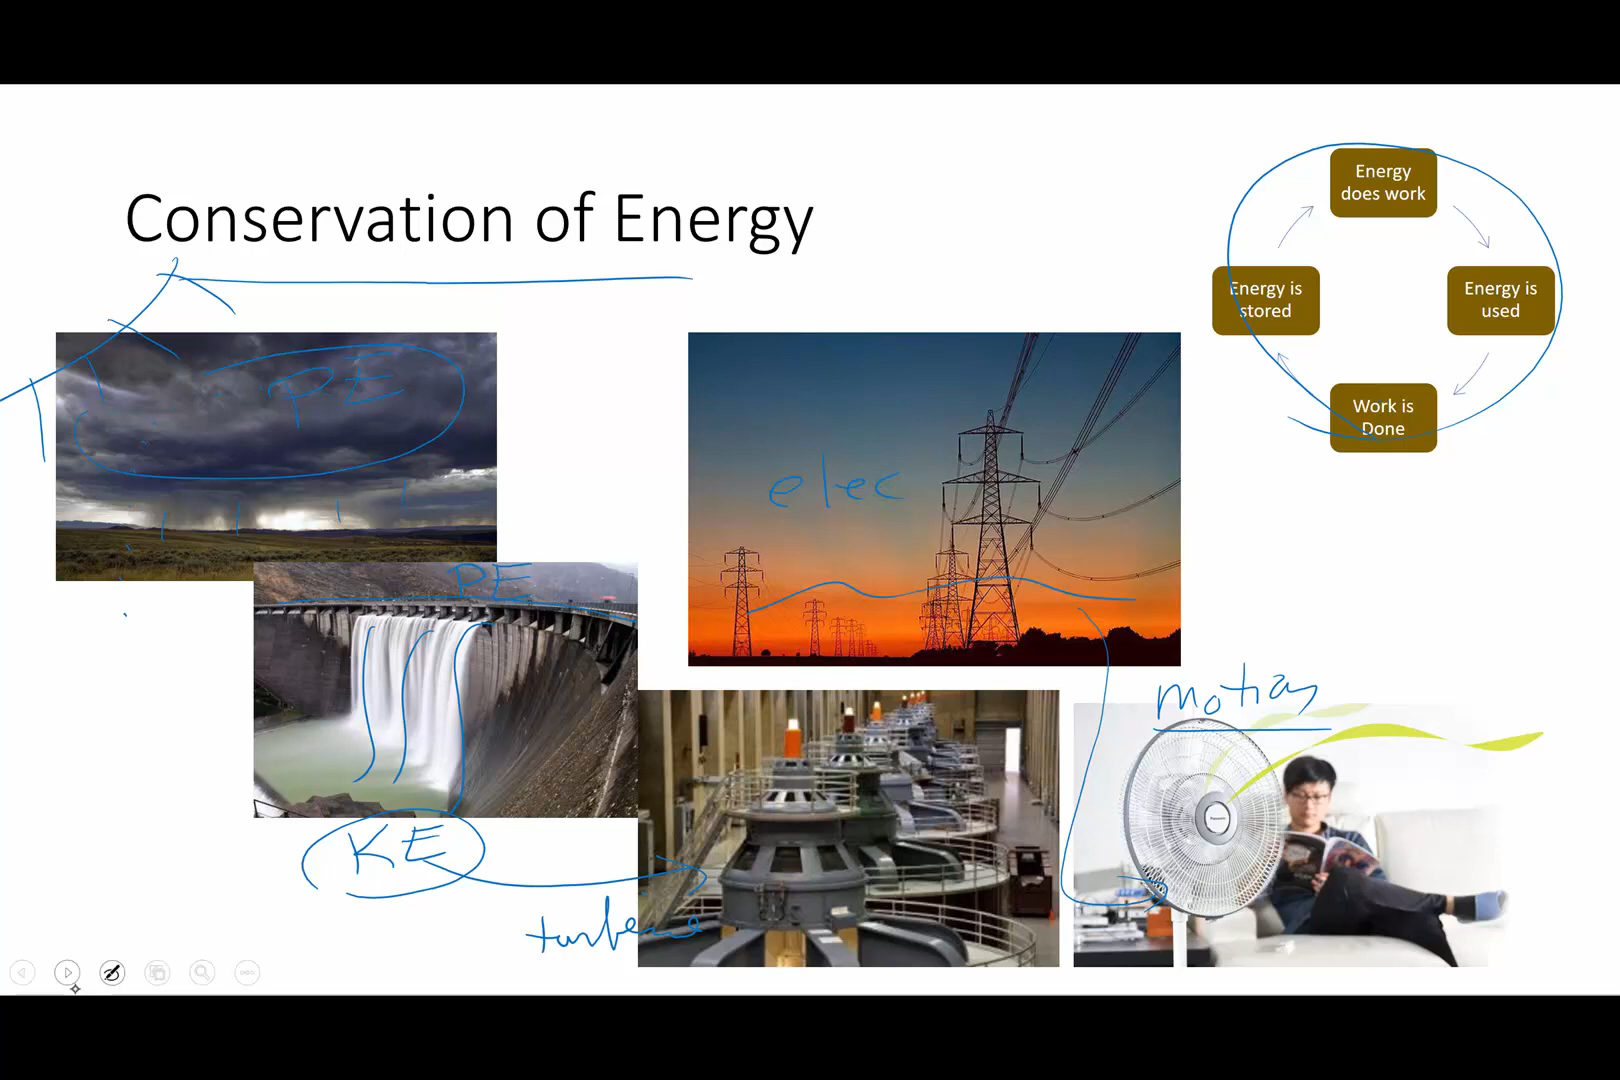 Conservation of Energy
Energy
does work
Energy is
stored
Energy is
used
Work is
Done
PE
elec
PE
motion
KE
turbine